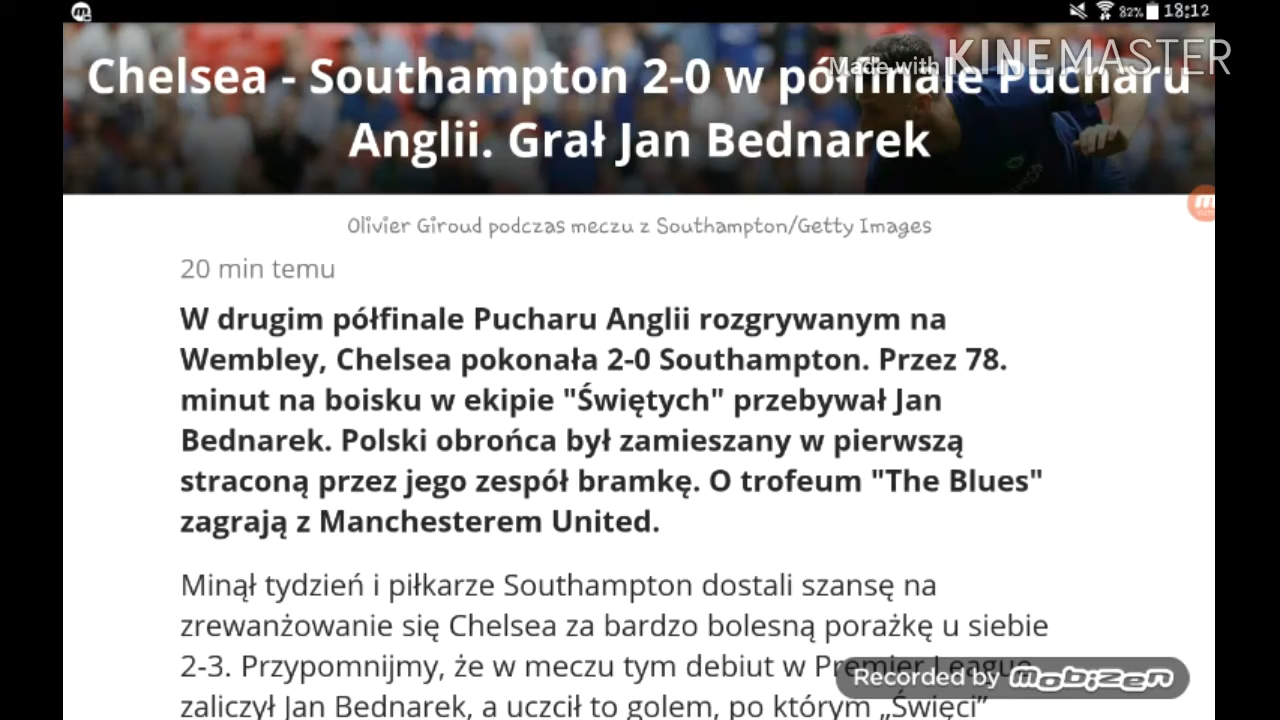 82% 18:12
Made with KINEMASTER
Chelsea - Southampton 2-0 w półfinale Pucharu
Anglii. Grał Jan Bednarek
Olivier Giroud podczas meczu z Southampton/Getty Images
20 min temu
W drugim półfinale Pucharu Anglii rozgrywanym na
Wembley, Chelsea pokonała 2-0 Southampton. Przez 78.
minut na boisku w ekipie "Świętych" przebywał Jan
Bednarek. Polski obrońca był zamieszany w pierwszą
straconą przez jego zespół bramkę. O trofeum "The Blues"
zagrają z Manchesterem United.
Minął tydzień i piłkarze Southampton dostali szansę na
zrewanżowanie się Chelsea za bardzo bolesną porażkę u siebie
2-3. Przypomnijmy, że w meczu tym debiut w Premier League
zaliczył Jan Bednarek, a uczcił to golem, po którym „Święci”
Recorded by mobizen